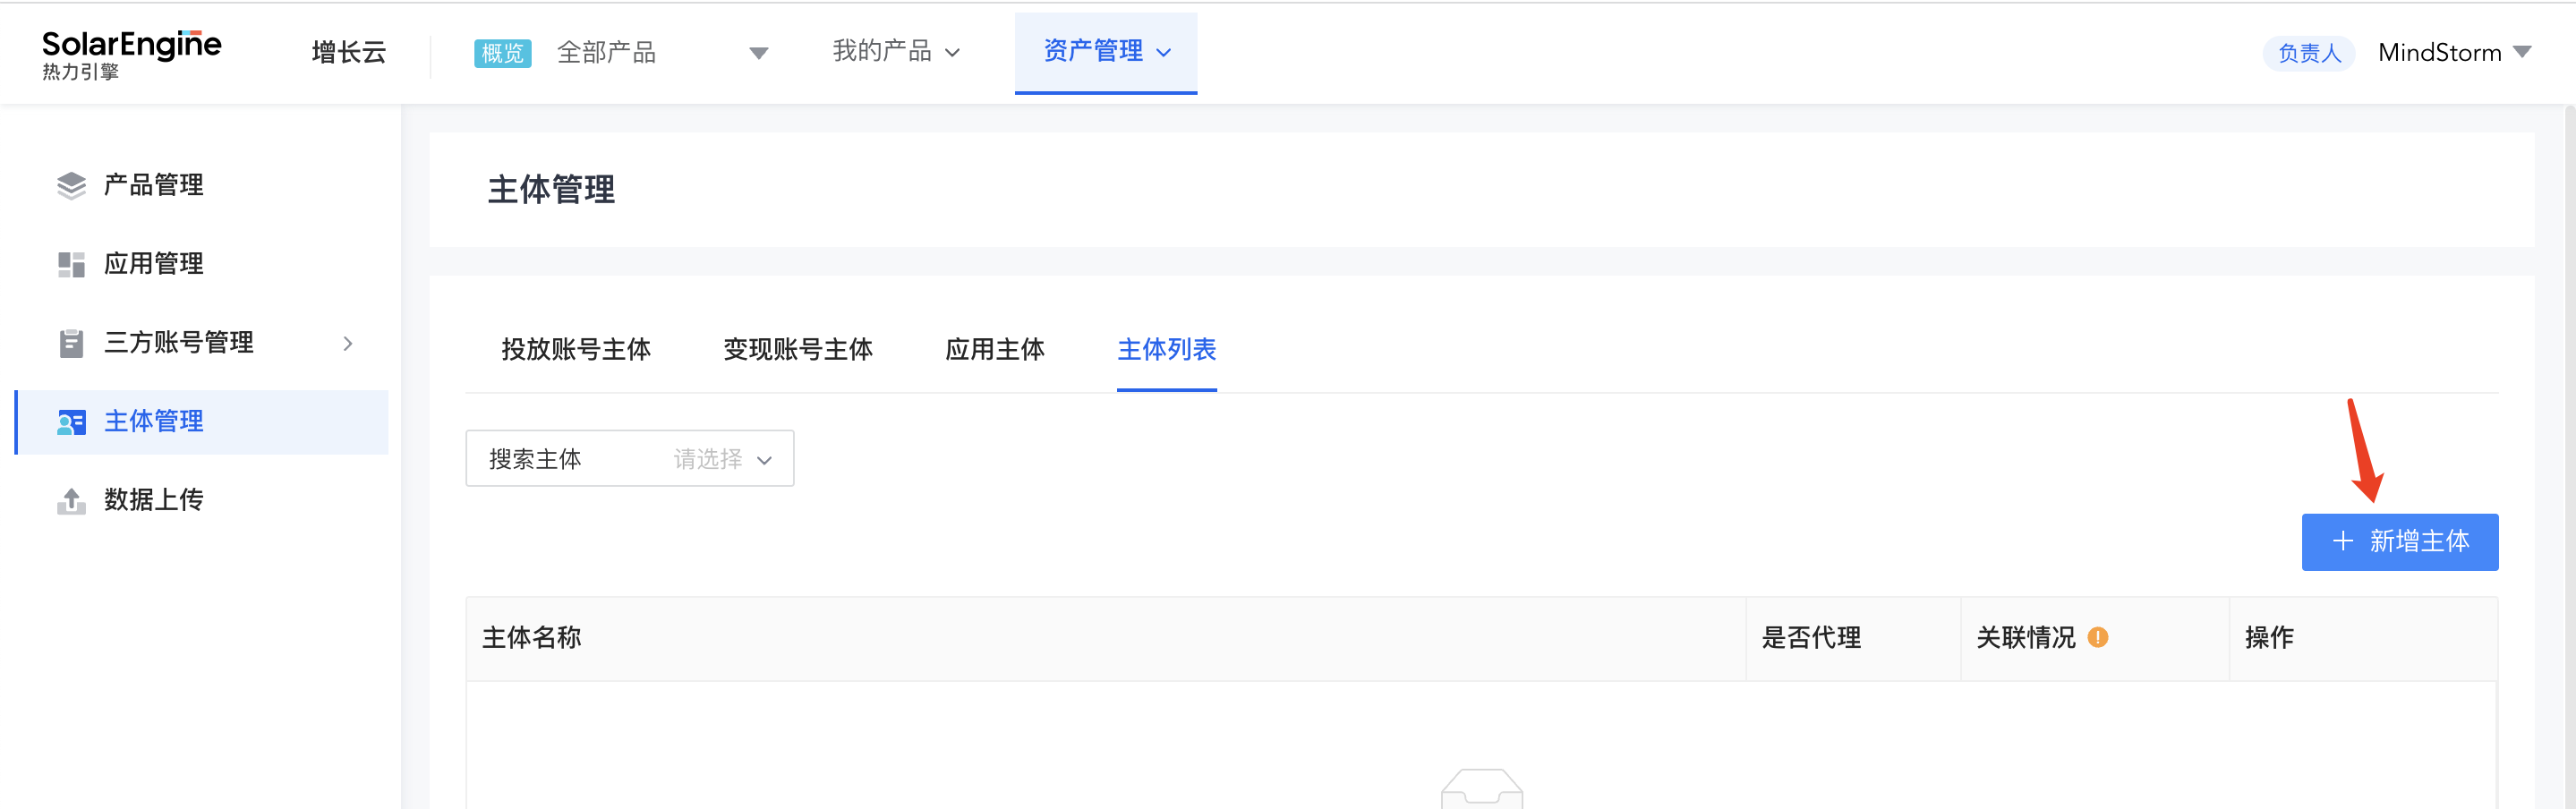 SolarEngine
热力引擎
增长云
概览 全部产品
我的产品
资产管理
负责人
MindStorm
产品管理
应用管理
三方账号管理
主体管理
数据上传
主体管理
投放账号主体
变现账号主体
应用主体
主体列表
搜索主体 请选择
新增主体
主体名称
是否代理
关联情况
操作